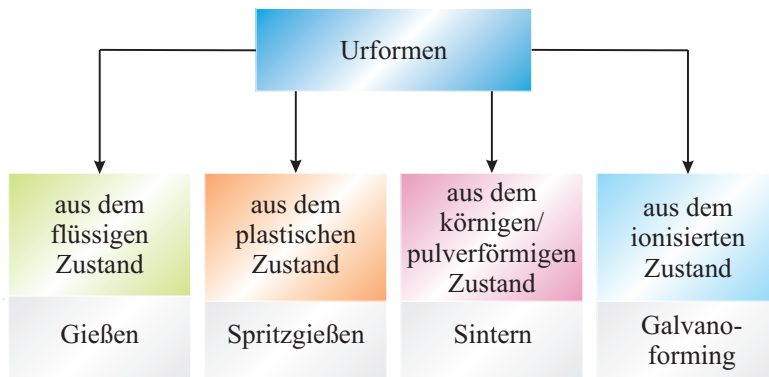 Urformen
aus dem
flüssigen
Zustand
Gießen
aus dem
plastischen
Zustand
Spritzgießen
aus dem
körnigen/
pulverförmigen
Zustand
Sintern
aus dem
ionisierten
Zustand
Galvano-
forming